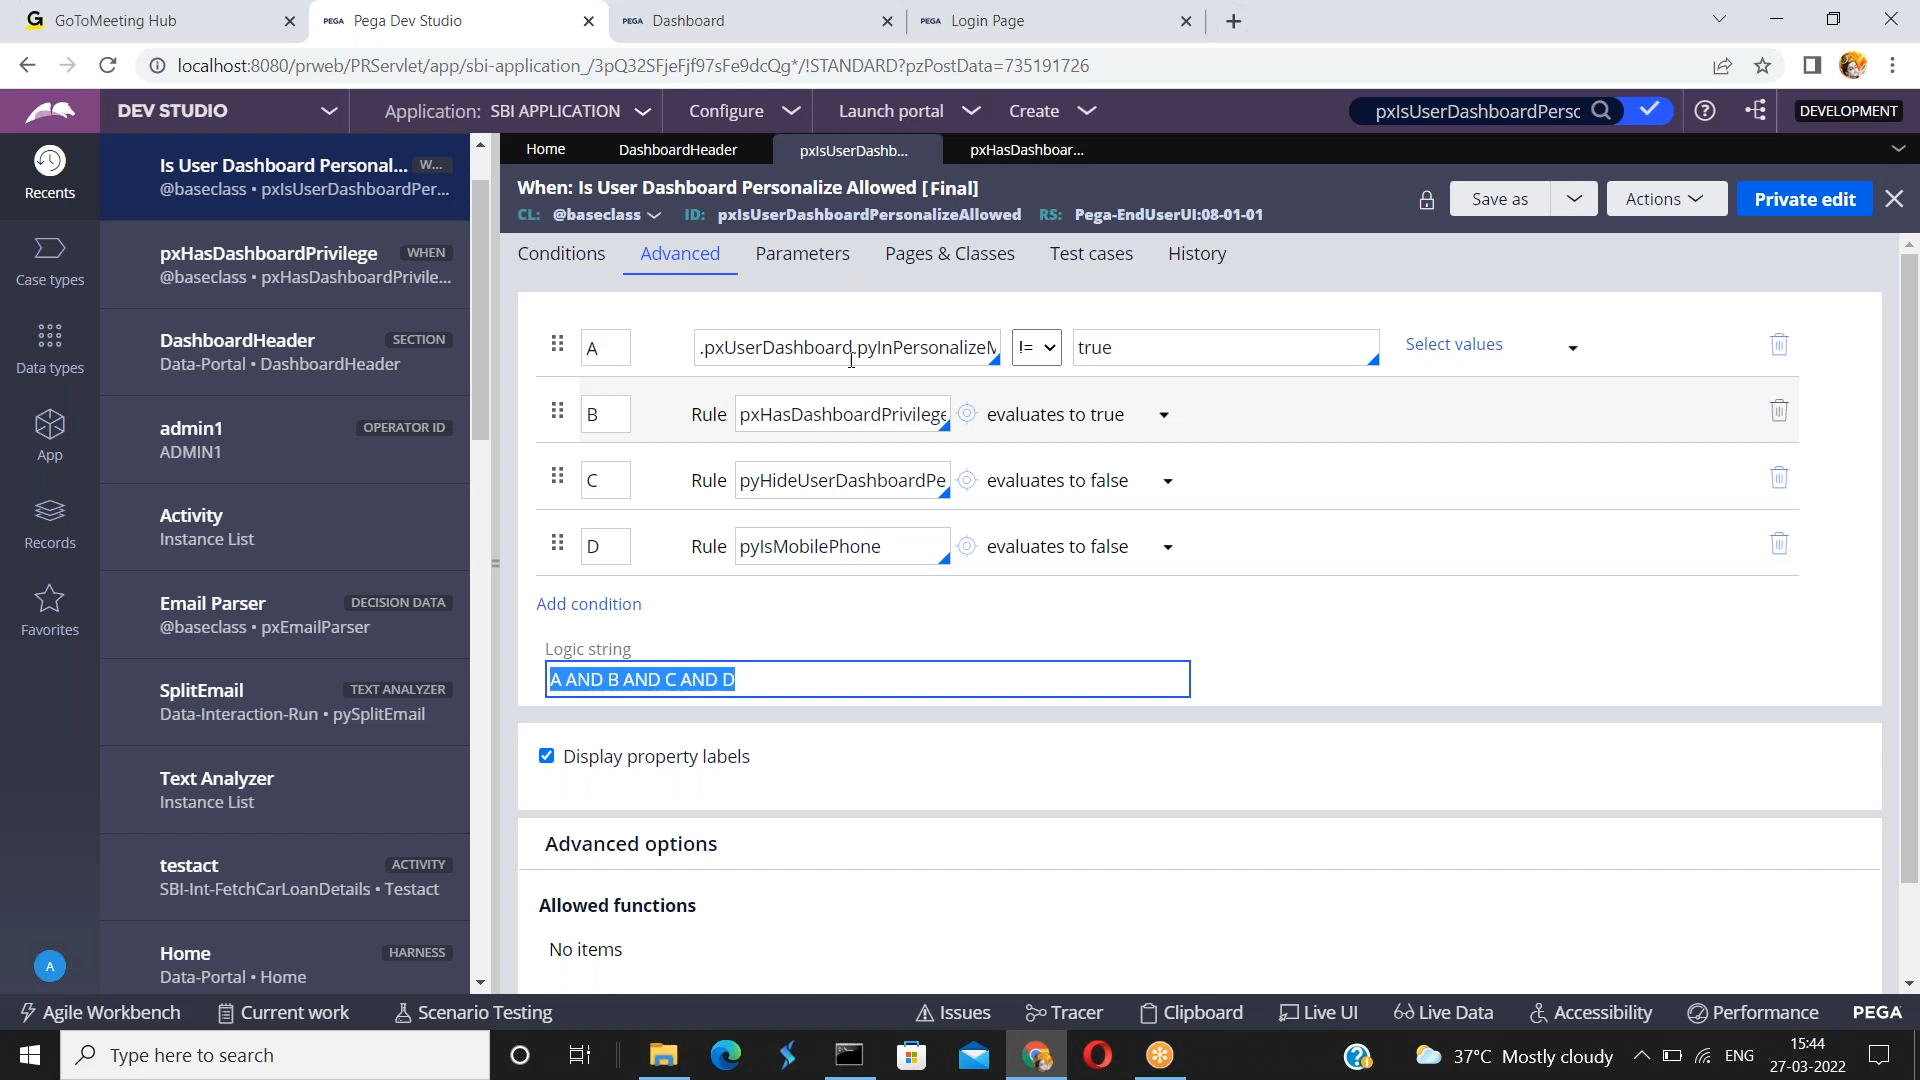 GoToMeeting Hub
PEGA Pega Dev Studio
PEGA Dashboard
PEGA Login Page
localhost:8080/prweb/PRServlet/app/sbi-application_/3pQ32SFjeFjf97sFe9dcQg*/!STANDARD?pzPostData=735191726
DEV STUDIO
Application: SBI APPLICATION
Configure
Launch portal
Create
pxIsUserDashboardPersc
DEVELOPMENT
Recents
Case types
Data types
App
Records
Favorites
A
Is User Dashboard Personal... W...
@baseclass • pxIsUserDashboardPer...
pxHasDashboardPrivilege WHEN
@baseclass • pxHasDashboardPrivile...
DashboardHeader SECTION
Data-Portal • DashboardHeader
admin1 OPERATOR ID
ADMIN1
Activity
Instance List
Email Parser DECISION DATA
@baseclass • pxEmailParser
SplitEmail TEXT ANALYZER
Data-Interaction-Run • pySplitEmail
Text Analyzer
Instance List
testact ACTIVITY
SBI-Int-FetchCarLoanDetails • Testact
Home HARNESS
Data-Portal • Home
Home
DashboardHeader
pxIsUserDashb...
pxHasDashboar...
When: Is User Dashboard Personalize Allowed [Final]
CL: @baseclass ID: pxIsUserDashboardPersonalizeAllowed RS: Pega-EndUserUI:08-01-01
Save as
Actions
Private edit
Conditions
Advanced
Parameters
Pages & Classes
Test cases
History
A .pxUserDashboard.pyInPersonalizeM != true Select values
B Rule pxHasDashboardPrivilege evaluates to true
C Rule pyHideUserDashboardPe evaluates to false
D Rule pyIsMobilePhone evaluates to false
Add condition
Logic string
A AND B AND C AND D
Display property labels
Advanced options
Allowed functions
No items
Agile Workbench
Current work
Scenario Testing
Issues
Tracer
Clipboard
Live UI
Live Data
Accessibility
Performance
PEGA
Type here to search
37°C Mostly cloudy
ENG
15:44
27-03-2022